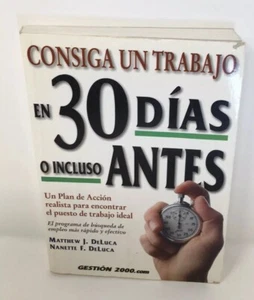 CONSIGA UN TRABAJO
EN 30 DÍAS
O INCLUSO ANTES
Un Plan de Acción
realista para encontrar
el puesto de trabajo ideal
El programa de búsqueda de
empleo más rápido y efectivo
MATTHEW J. DELUCA
NANETTE F. DELUCA
GESTIÓN 2000.com